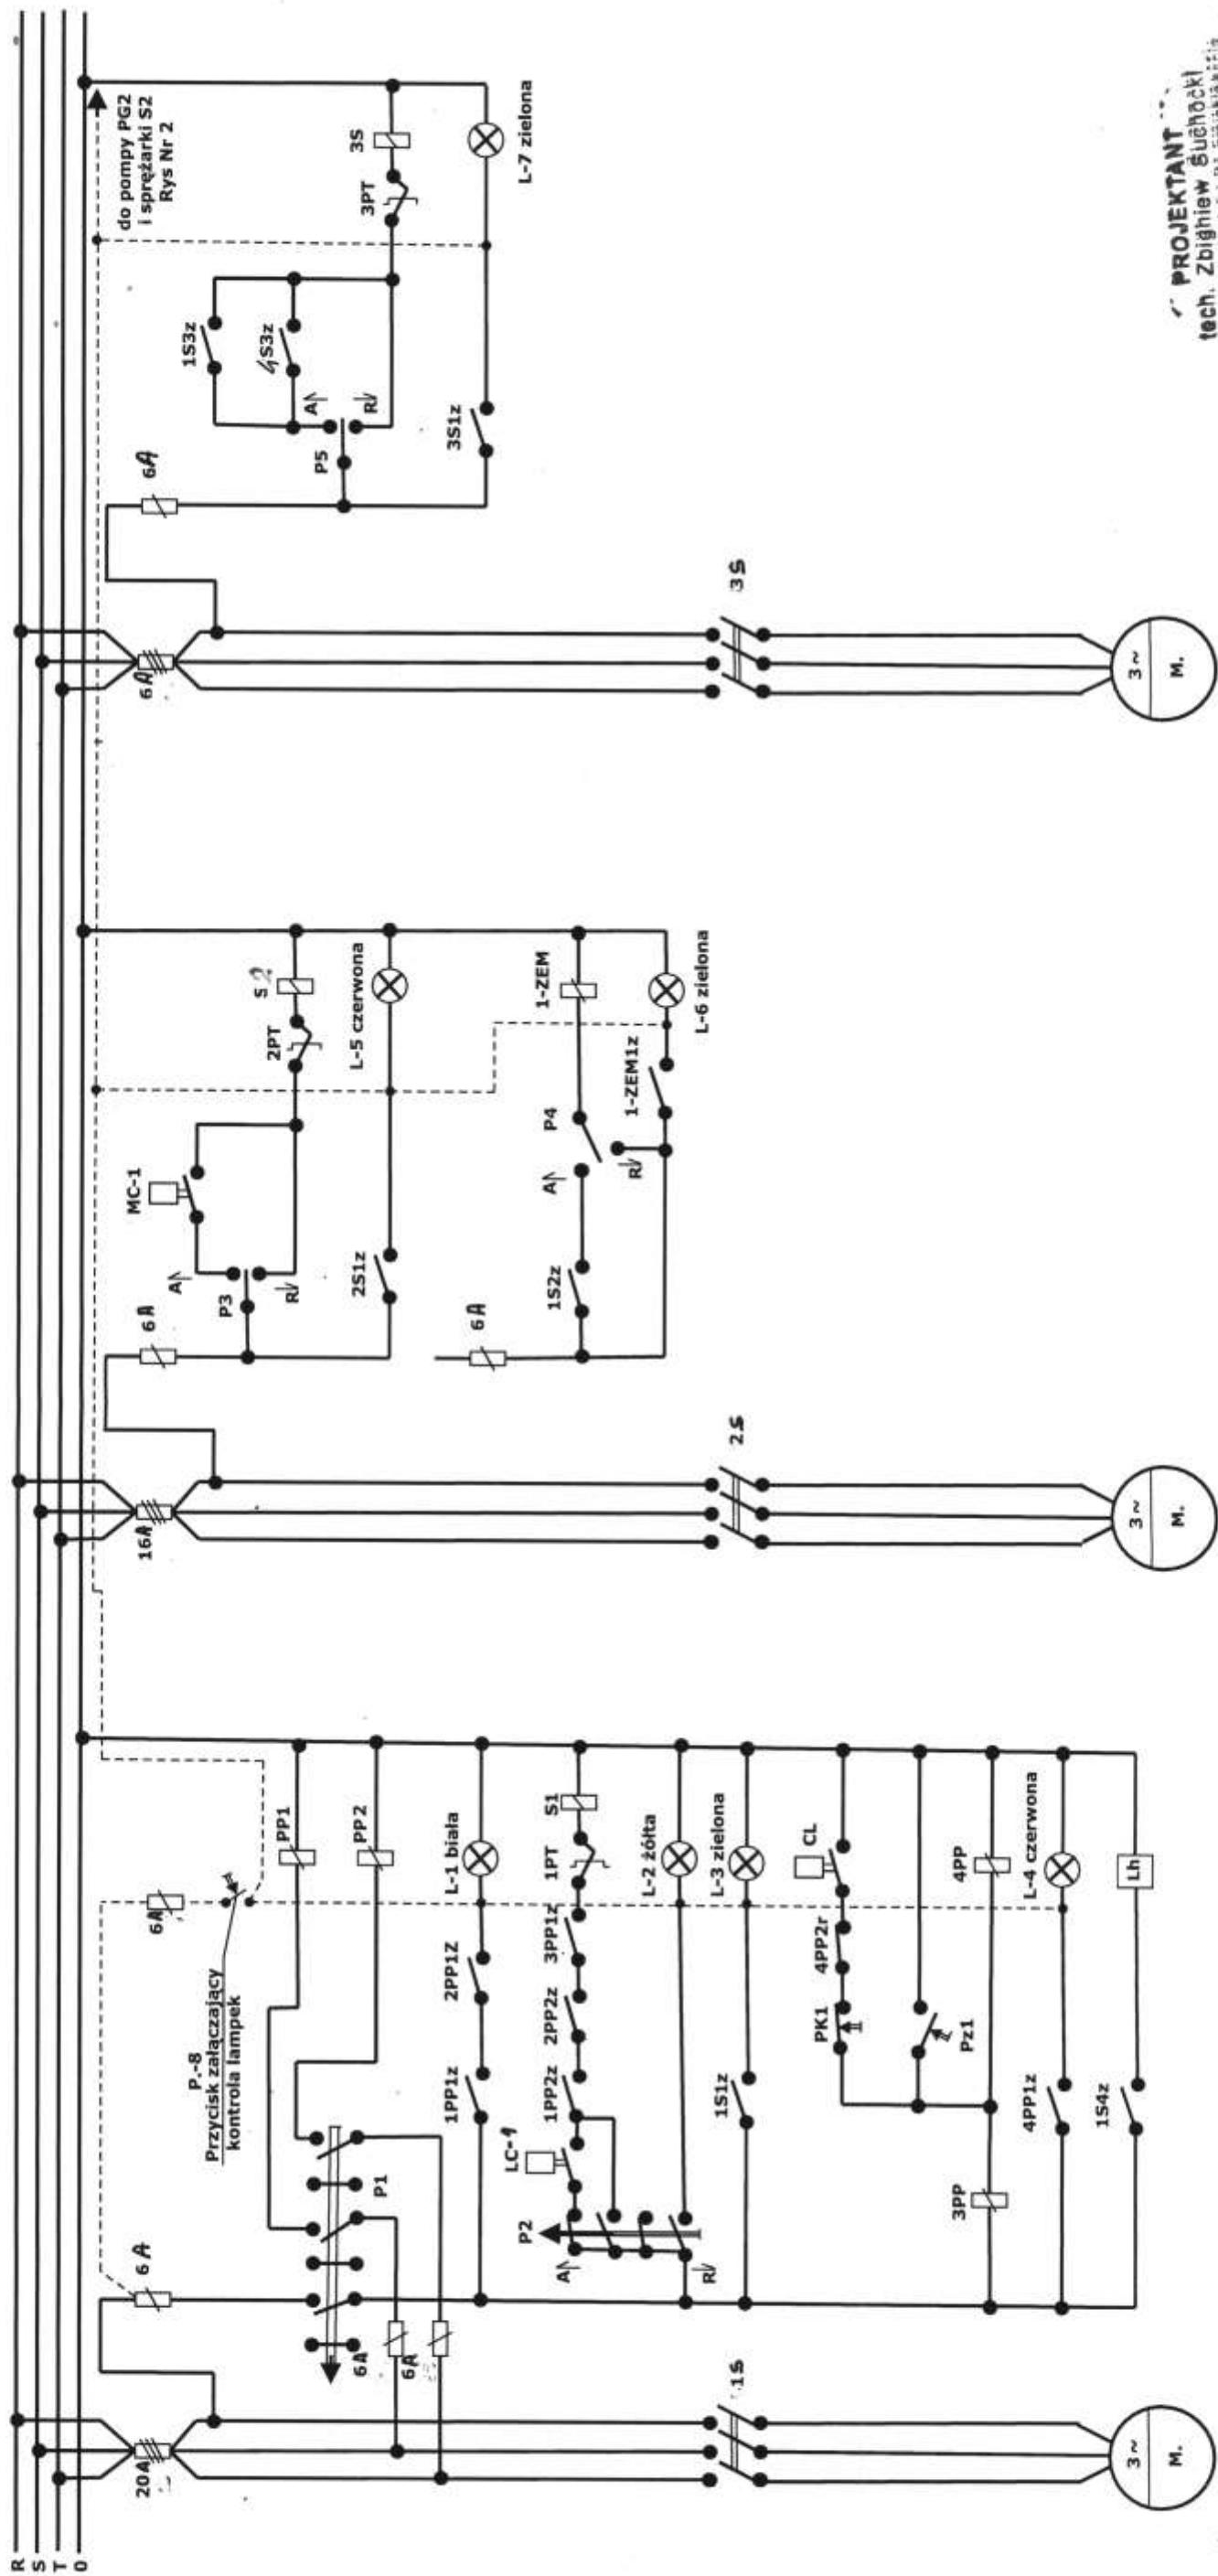 R
S
T
0
20A
6A
6A
6A
P1
P.-8
Przycisk załączający
kontrola lampek
6A
PP1
PP2
1PP1z
2PP1Z
L-1 biała
P2
A
R
LC-1
1PP2z
2PP2z
3PP1z
1PT
S1
L-2 żółta
1S1z
L-3 zielona
PK1
4PP2r
CL
Pz1
3PP
4PP
4PP1z
L-4 czerwona
1S4z
Lh
1S
3~
M.
16A
6A
P3
A
R
MC-1
2PT
S2
2S1z
L-5 czerwona
6A
1S2z
A
R
P4
1-ZEM
1-ZEM1z
L-6 zielona
2S
3~
M.
6A
6A
P5
A
R
1S3z
4S3z
3PT
3S
3S1z
L-7 zielona
do pompy PG2
i sprężarki S2
Rys Nr 2
3S
3~
M.
PROJEKTANT
tech. Zbigniew Suchocki